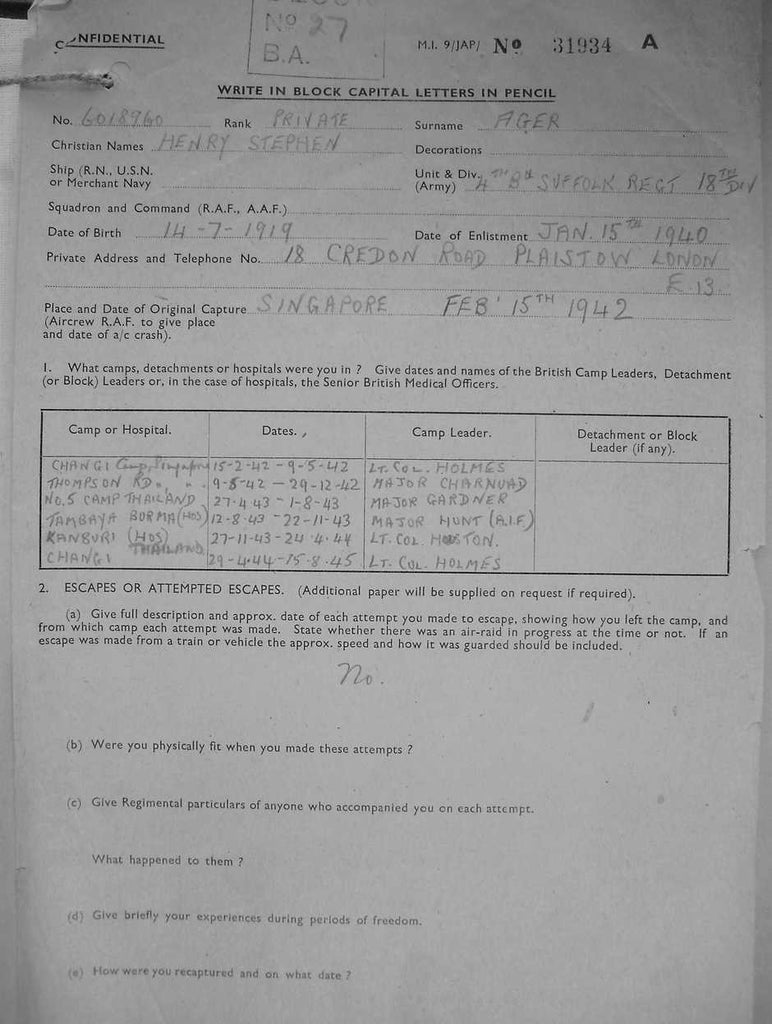 CONFIDENTIAL
No 27
B.A.
M.I. 9/JAP/ No 31934 A
WRITE IN BLOCK CAPITAL LETTERS IN PENCIL
No. 6018960 Rank PRIVATE Surname AGER
Christian Names HENRY STEPHEN Decorations
Ship (R.N., U.S.N. or Merchant Navy
Unit & Div. (Army) 4TH Bn SUFFOLK REGT 18TH DIV
Squadron and Command (R.A.F., A.A.F.)
Date of Birth 14-7-1919 Date of Enlistment JAN. 15TH 1940
Private Address and Telephone No. 18 CREDON ROAD PLAISTOW LONDON
E.13.
Place and Date of Original Capture SINGAPORE FEB' 15TH 1942
(Aircrew R.A.F. to give place
and date of a/c crash).
1. What camps, detachments or hospitals were you in ? Give dates and names of the British Camp Leaders, Detachment
(or Block) Leaders or, in the case of hospitals, the Senior British Medical Officers.
Camp or Hospital. Dates. Camp Leader. Detachment or Block Leader (if any).
CHANGI Camp, Singapore 15-2-42 - 9-5-42 LT. COL. HOLMES
THOMPSON RD. " " 9-5-42 - 29-12-42 MAJOR CHARNUAD
No. 5 CAMP THAILAND 27.4 43 - 1-8-43 MAJOR GARDNER
TAMBAYA BORMA (HOS) 12-8-43 - 22-11-43 MAJOR HUNT (A.I.F)
KANBURI (HOS) THAILAND 27-11-43 - 24.4.44 LT. COL. HOUSTON.
CHANGI 29-4.44 - 15-8.45 LT. COL. HOLMES
2. ESCAPES OR ATTEMPTED ESCAPES. (Additional paper will be supplied on request if required).
(a) Give full description and approx. date of each attempt you made to escape, showing how you left the camp, and
from which camp each attempt was made. State whether there was an air-raid in progress at the time or not. If an
escape was made from a train or vehicle the approx. speed and how it was guarded should be included.
No.
(b) Were you physically fit when you made these attempts ?
(c) Give Regimental particulars of anyone who accompanied you on each attempt.
What happened to them ?
(d) Give briefly your experiences during periods of freedom.
(e) How were you recaptured and on what date ?